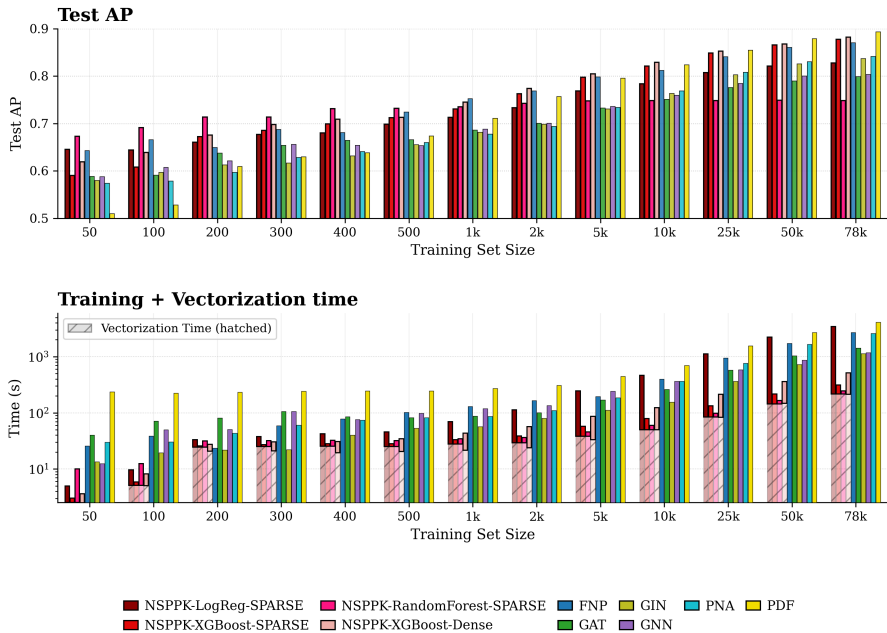 Test AP
0.9
0.8
0.7
0.6
0.5
Test AP
50 100 200 300 400 500 1k 2k 5k 10k 25k 50k 78k
Training Set Size
Training + Vectorization time
Vectorization Time (hatched)
10³
10²
10¹
Time (s)
50 100 200 300 400 500 1k 2k 5k 10k 25k 50k 78k
Training Set Size
NSPPK-LogReg-SPARSE NSPPK-RandomForest-SPARSE FNP GIN PNA PDF
NSPPK-XGBoost-SPARSE NSPPK-XGBoost-Dense GAT GNN